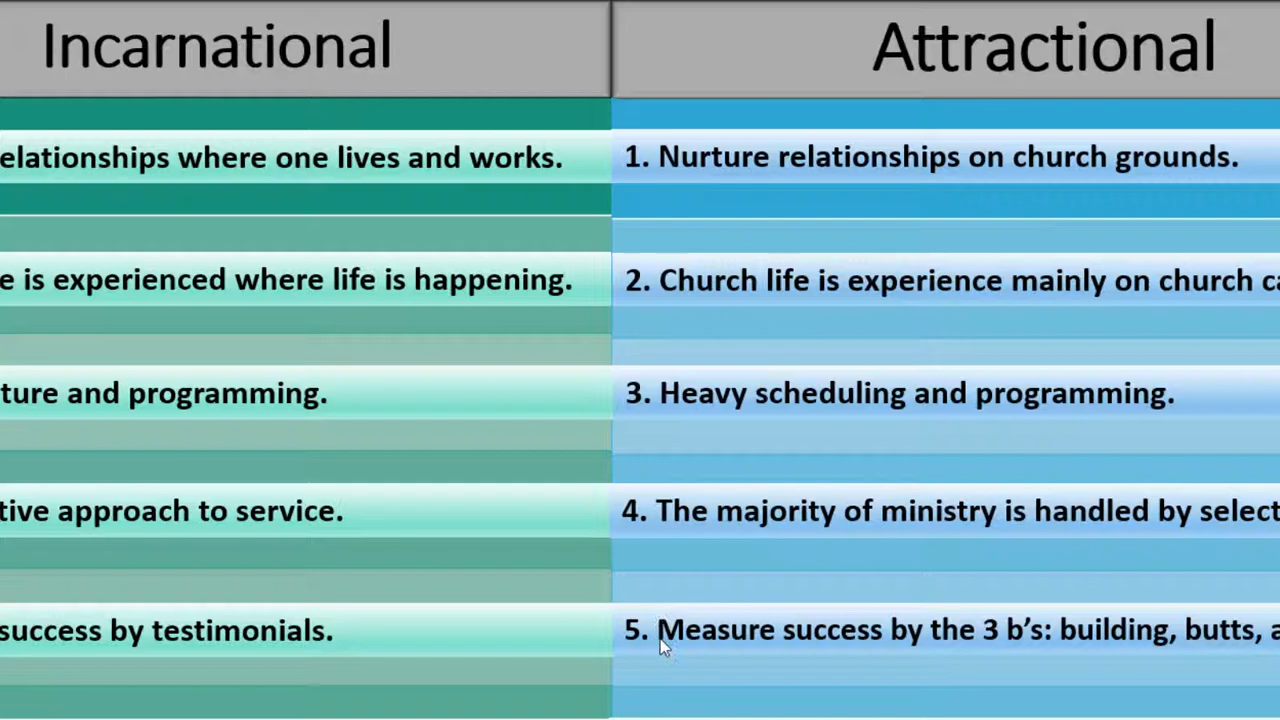 Incarnational
Attractional
elationships where one lives and works.
1. Nurture relationships on church grounds.
e is experienced where life is happening.
2. Church life is experience mainly on church ca
ture and programming.
3. Heavy scheduling and programming.
tive approach to service.
4. The majority of ministry is handled by select
success by testimonials.
5. Measure success by the 3 b's: building, butts, a